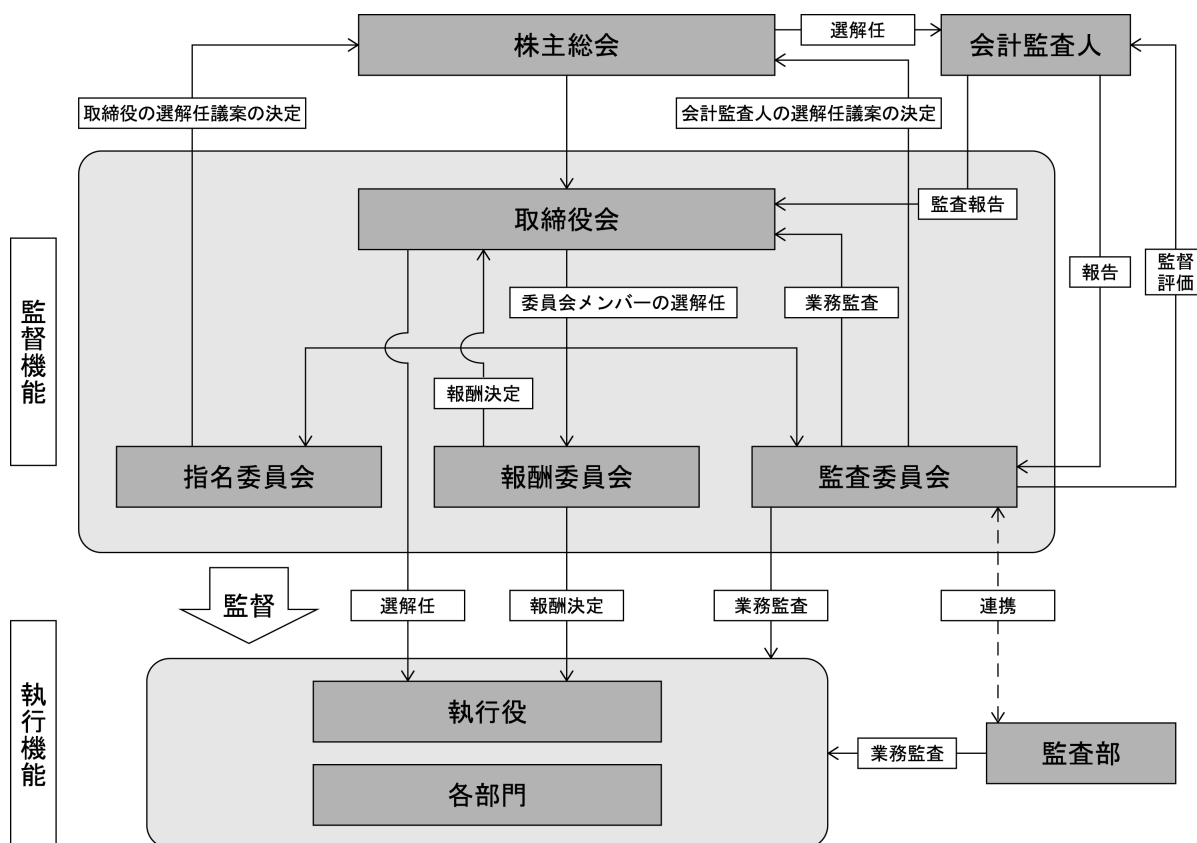 株主総会
選解任
会計監査人
取締役の選解任議案の決定
会計監査人の選解任議案の決定
取締役会
監査報告
監督機能
委員会メンバーの選解任
業務監査
報告
監督
評価
報酬決定
指名委員会
報酬委員会
監査委員会
監督
選解任
報酬決定
業務監査
連携
執行機能
執行役
業務監査
監査部
各部門